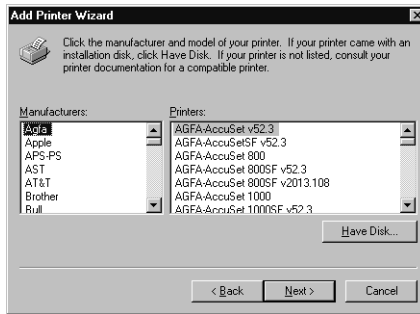 Add Printer Wizard
Click the manufacturer and model of your printer. If your printer came with an
installation disk, click Have Disk. If your printer is not listed, consult your
printer documentation for a compatible printer.
Manufacturers:
Agfa
Apple
APS-PS
AST
AT&T
Brother
Bull
Printers:
AGFA-AccuSet v52.3
AGFA-AccuSetSF v52.3
AGFA-AccuSet 800
AGFA-AccuSet 800SF v52.3
AGFA-AccuSet 800SF v2013.108
AGFA-AccuSet 1000
AGFA-AccuSet 1000SF v52.3
Have Disk...
< Back
Next >
Cancel